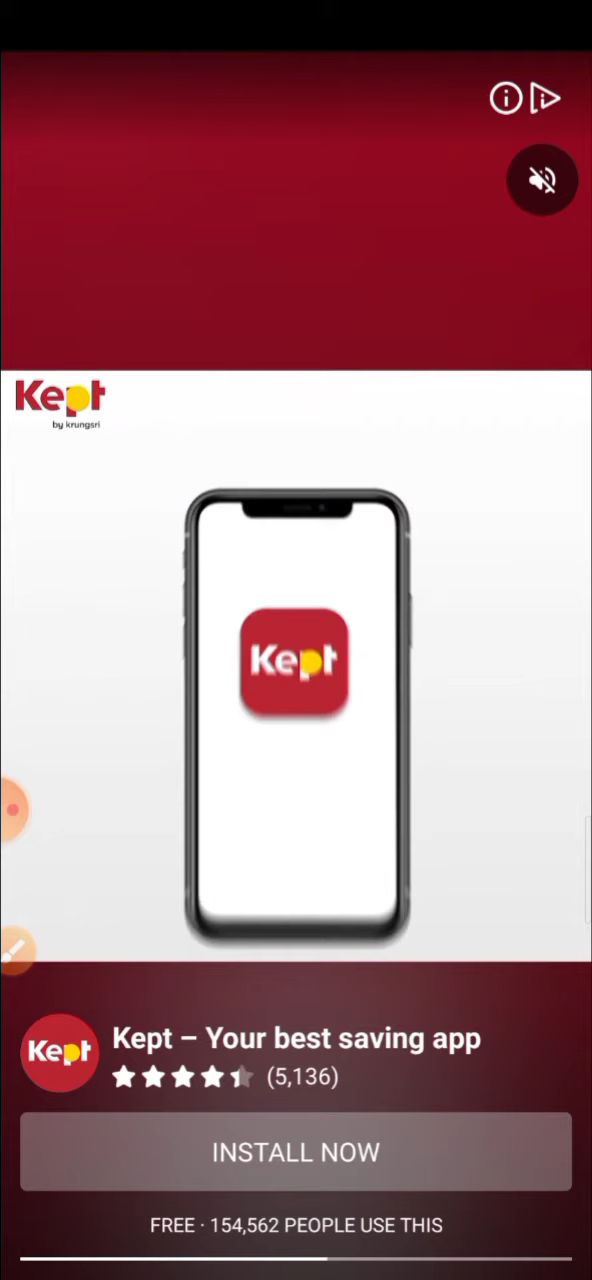 Kept
by krungsri
Kept
Kept
Kept – Your best saving app
(5,136)
INSTALL NOW
FREE · 154,562 PEOPLE USE THIS